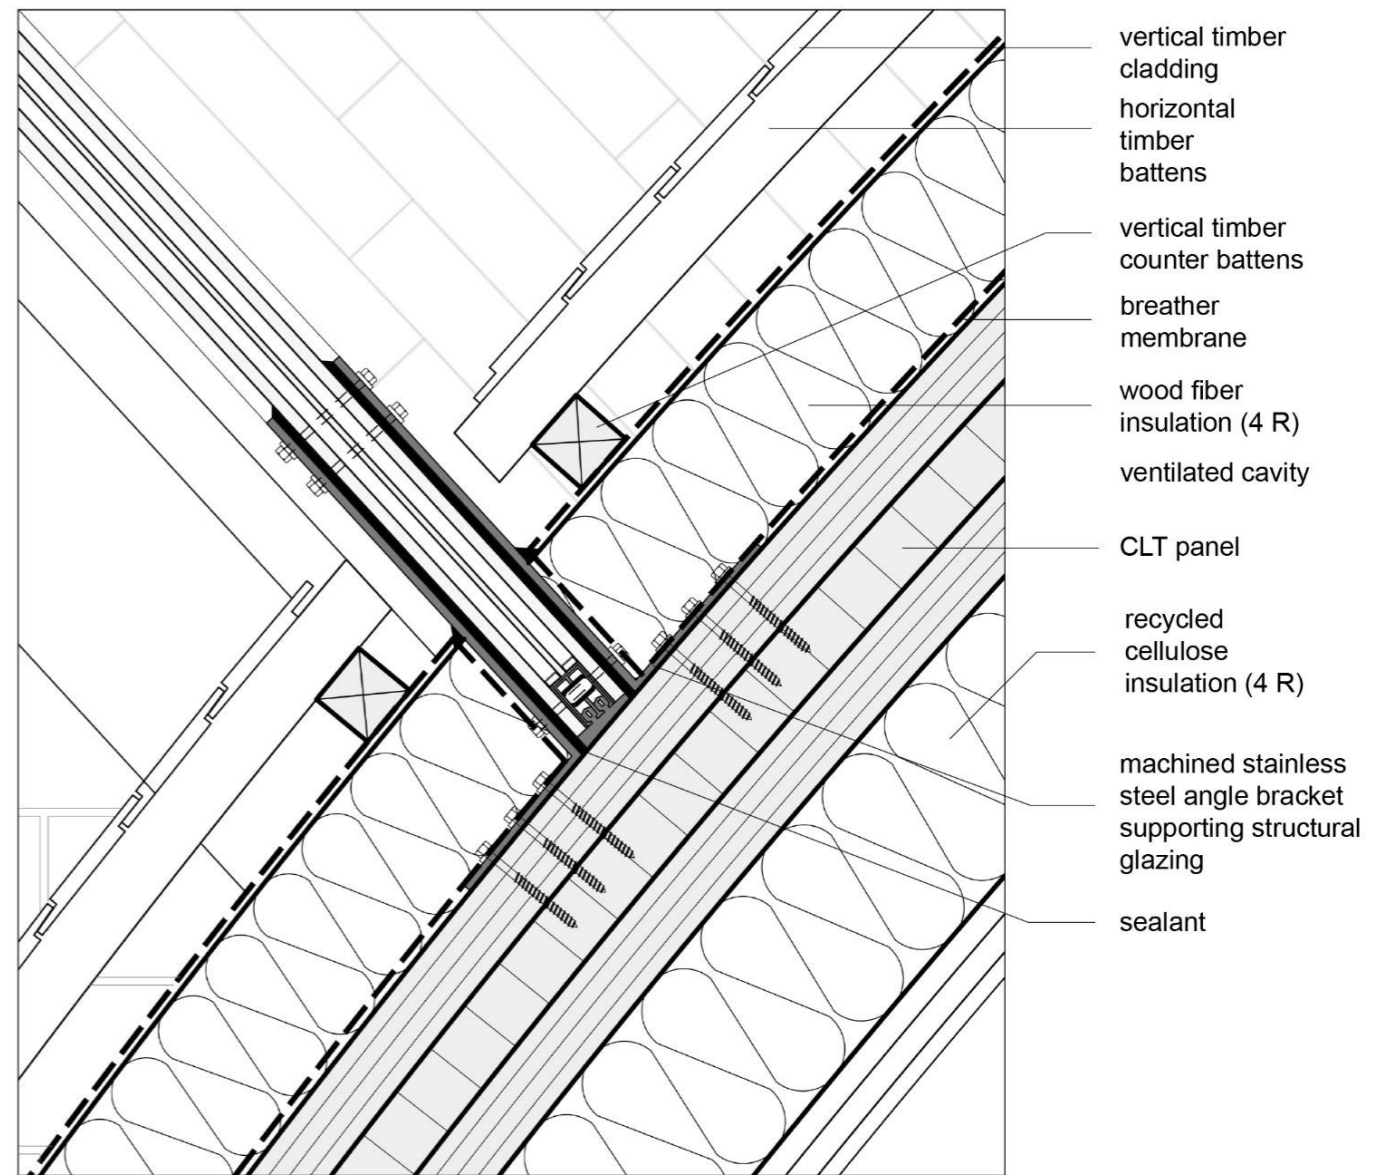 vertical timber
cladding
horizontal
timber
battens
vertical timber
counter battens
breather
membrane
wood fiber
insulation (4 R)
ventilated cavity
CLT panel
recycled
cellulose
insulation (4 R)
machined stainless
steel angle bracket
supporting structural
glazing
sealant